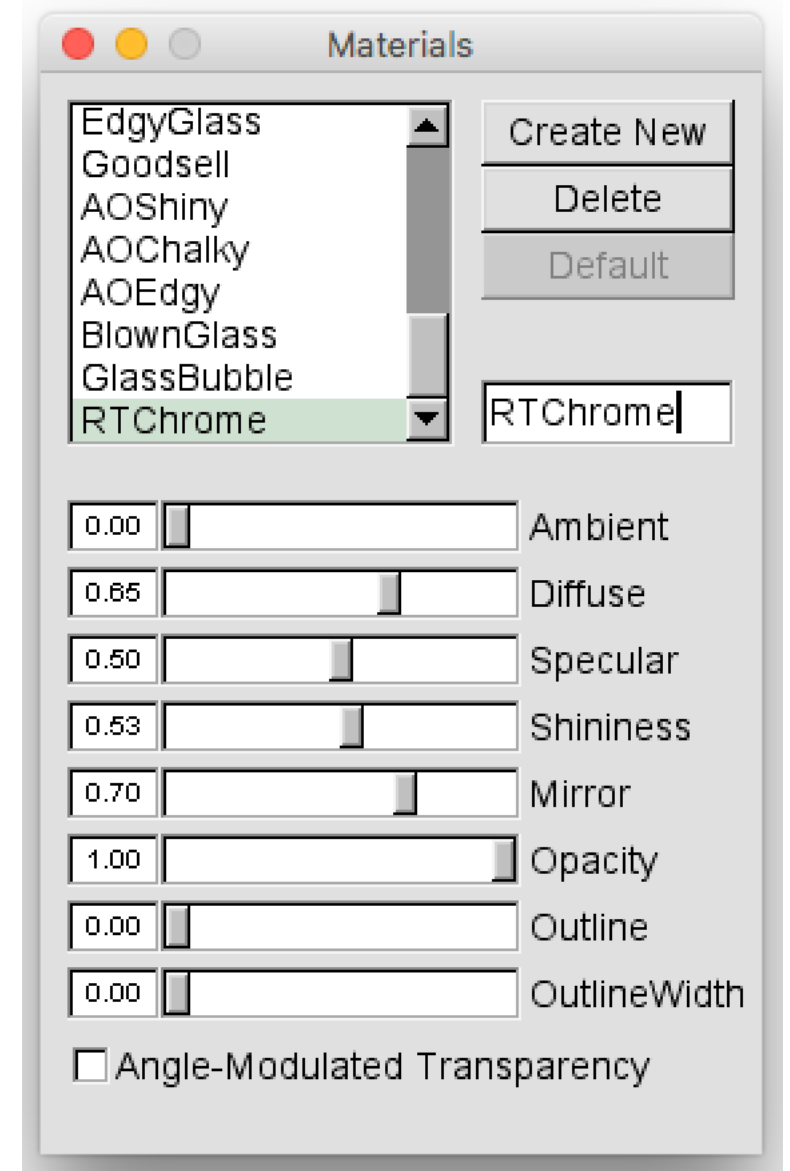 Materials
EdgyGlass
Goodsell
AOShiny
AOChalky
AOEdgy
BlownGlass
GlassBubble
RTChrome
Create New
Delete
Default
RTChrome
0.00 Ambient
0.65 Diffuse
0.50 Specular
0.53 Shininess
0.70 Mirror
1.00 Opacity
0.00 Outline
0.00 OutlineWidth
Angle-Modulated Transparency